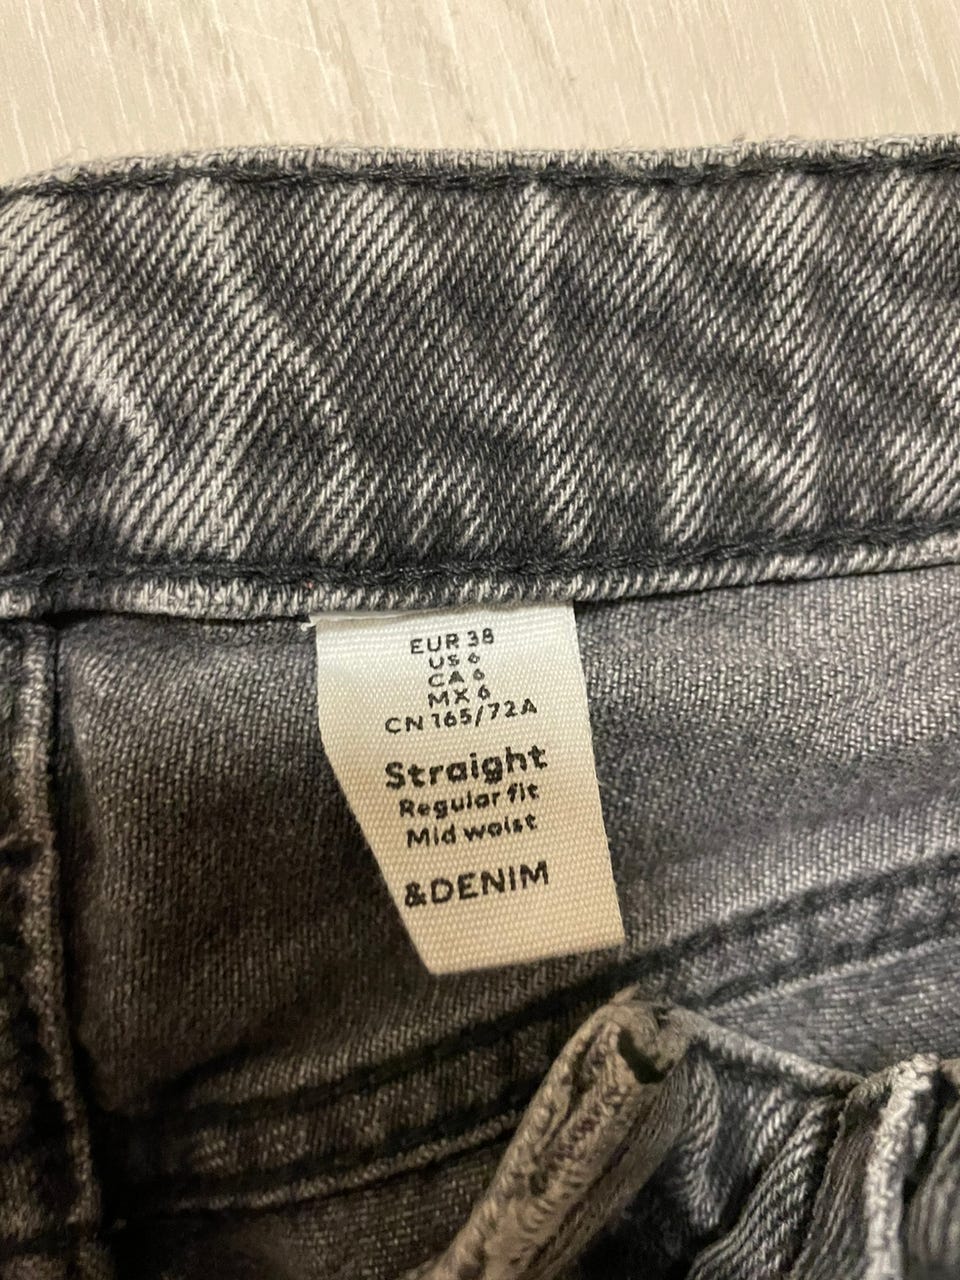 EUR 38
US 6
CA 6
MX 6
CN 165/72A
Straight
Regular fit
Mid waist
&DENIM